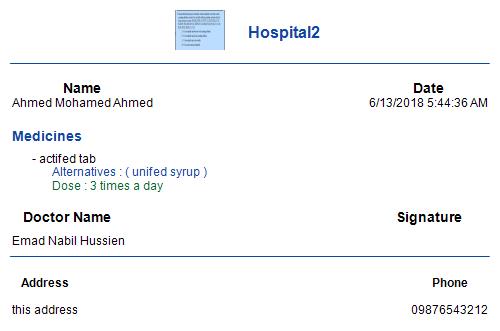 Hospital2
Name Date
Ahmed Mohamed Ahmed 6/13/2018 5:44:36 AM
Medicines
- actifed tab
Alternatives : ( unifed syrup )
Dose : 3 times a day
Doctor Name Signature
Emad Nabil Hussien
Address Phone
this address 09876543212